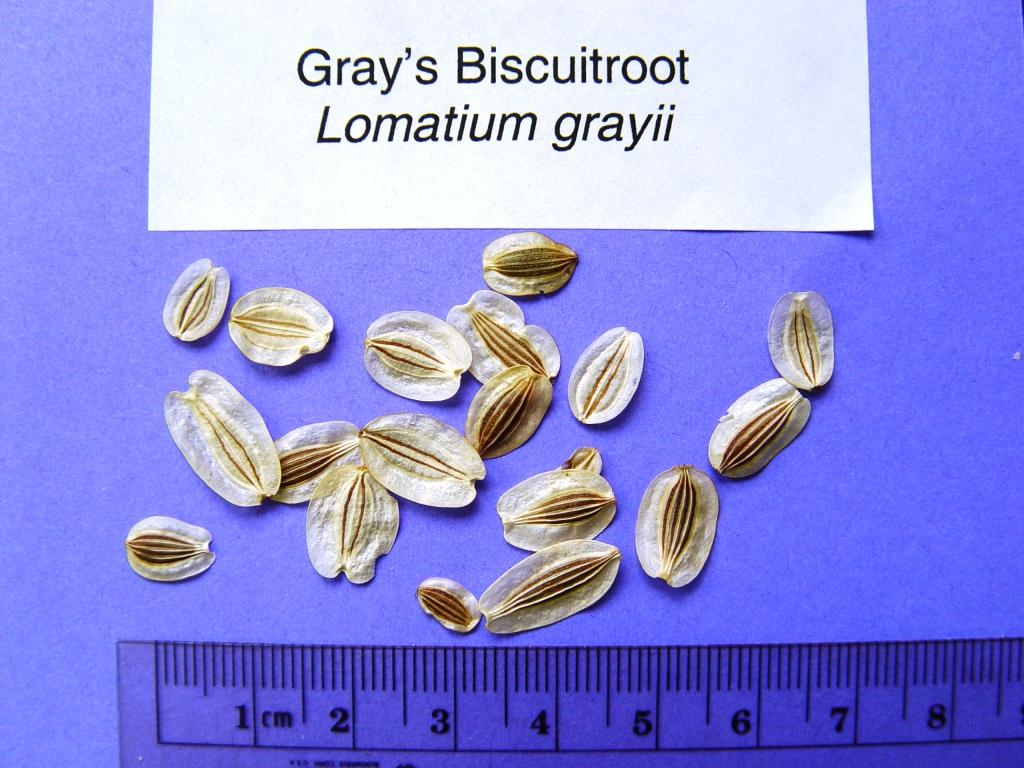 Gray's Biscuitroot
Lomatium grayii
1 cm 2 3 4 5 6 7 8